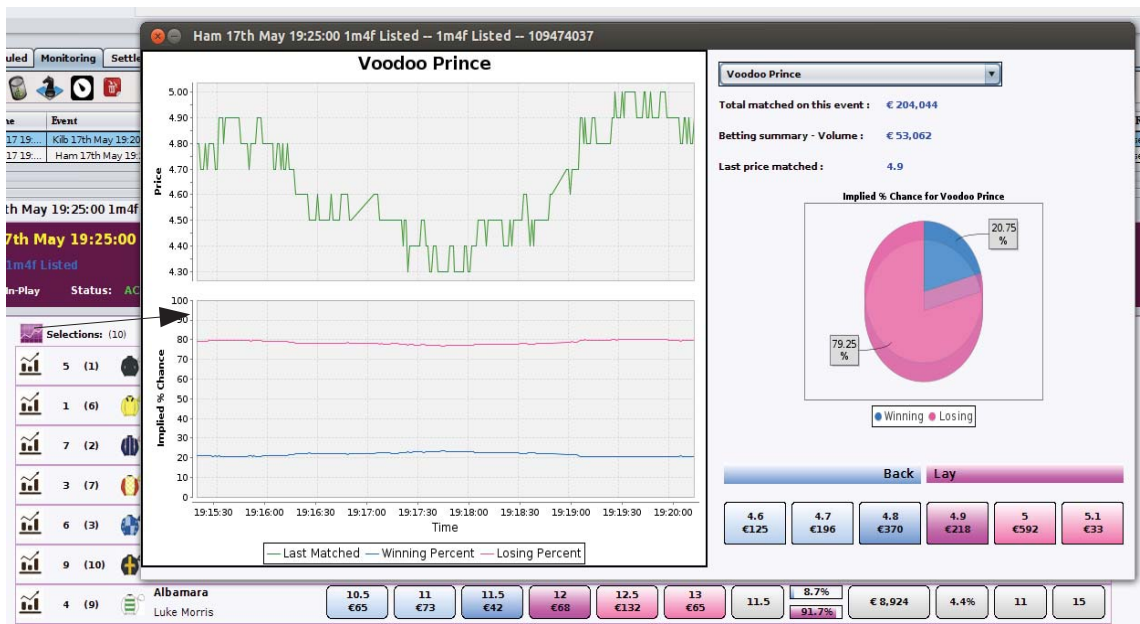 Ham 17th May 19:25:00 1m4f Listed -- 1m4f Listed -- 109474037
uled Monitoring Settle
Event
17 19:... Kilb 17th May 19:20
17 19:... Ham 17th May 19:
th May 19:25:00 1m4f
7th May 19:25:00
1m4f Listed
In-Play Status: AC
Selections: (10)
5 (1)
1 (6)
7 (2)
3 (7)
6 (3)
9 (10)
4 (9)
Voodoo Prince
5.00
4.90
4.80
4.70
4.60
4.50
4.40
4.30
Price
100
90
80
70
60
50
40
30
20
10
0
Implied % Chance
19:15:30 19:16:00 19:16:30 19:17:00 19:17:30 19:18:00 19:18:30 19:19:00 19:19:30 19:20:00
Time
Last Matched Winning Percent Losing Percent
Voodoo Prince
Total matched on this event : € 204,044
Betting summary - Volume : € 53,062
Last price matched : 4.9
Implied % Chance for Voodoo Prince
20.75
%
79.25
%
Winning Losing
Back Lay
4.6 4.7 4.8 4.9 5 5.1
€125 €196 €370 €218 €592 €33
Albamara
Luke Morris
10.5 11 11.5 12 12.5 13
€65 €73 €42 €68 €132 €65
11.5
8.7%
91.7%
€ 8,924 4.4% 11 15